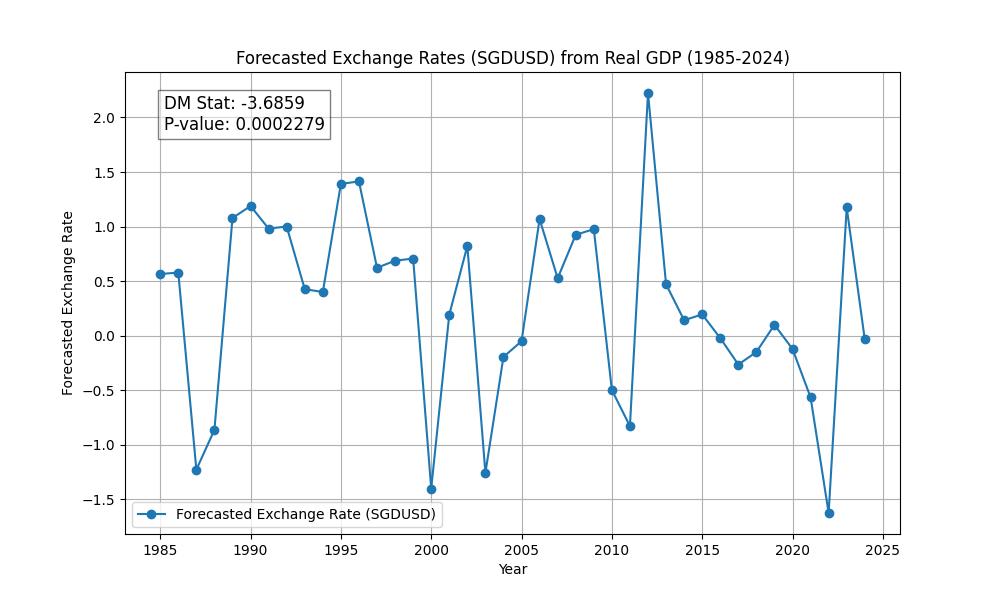 Forecasted Exchange Rates (SGDUSD) from Real GDP (1985-2024)
DM Stat: -3.6859
P-value: 0.0002279
Forecasted Exchange Rate
2.0
1.5
1.0
0.5
0.0
−0.5
−1.0
−1.5
Forecasted Exchange Rate (SGDUSD)
1985 1990 1995 2000 2005 2010 2015 2020 2025
Year